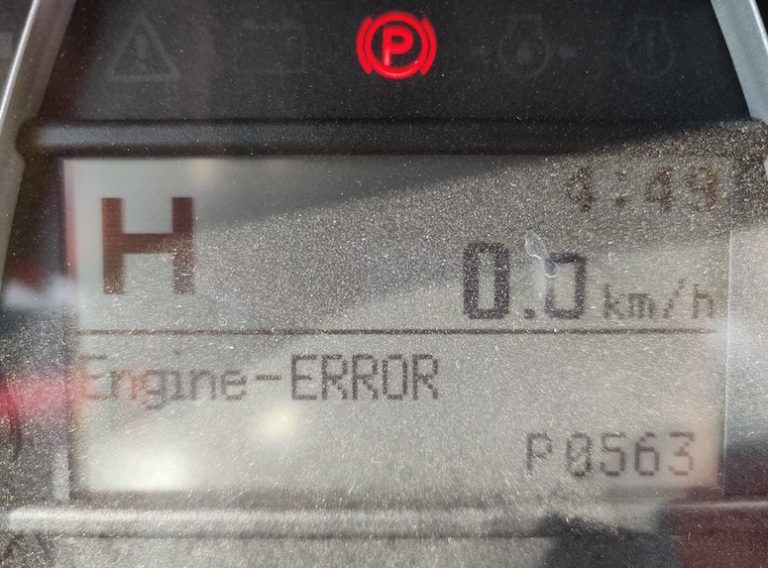 P
4:49
H
0.0 km/h
Engine-ERROR
P0563